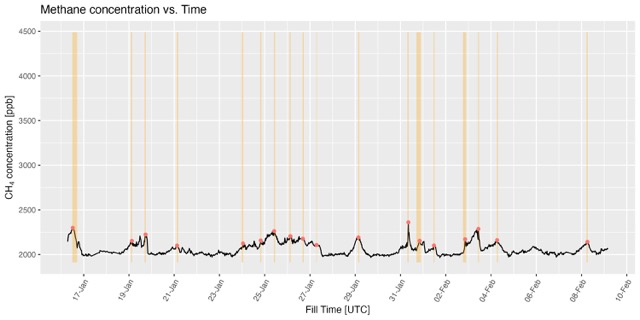 Methane concentration vs. Time
4500
4000
3500
3000
2500
2000
CH₄ concentration [ppb]
17-Jan
19-Jan
21-Jan
23-Jan
25-Jan
27-Jan
29-Jan
31-Jan
02-Feb
04-Feb
06-Feb
08-Feb
10-Feb
Fill Time [UTC]